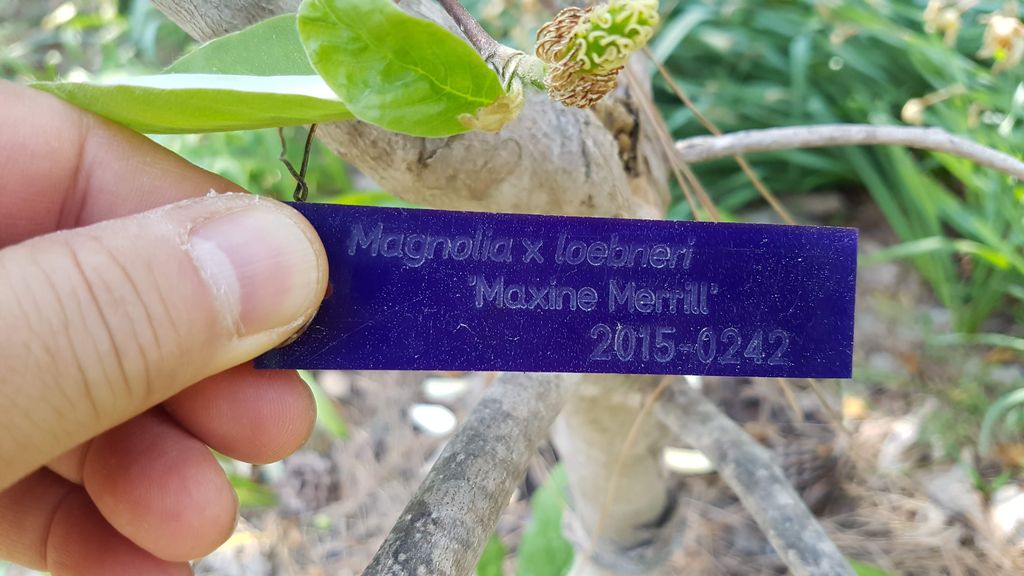 Magnolia x loebneri
'Maxine Merrill'
2015-0242